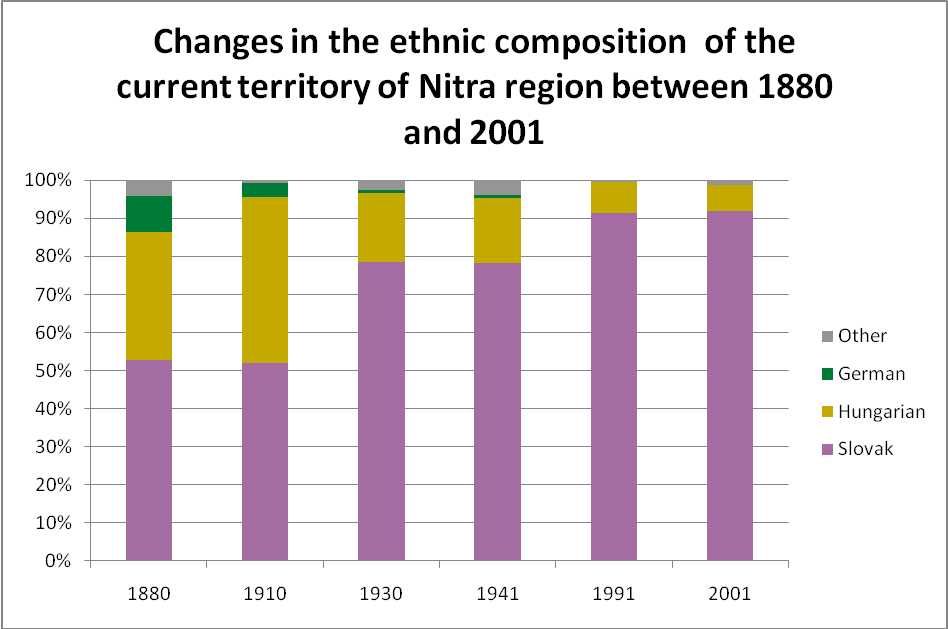 Changes in the ethnic composition  of the
current territory of Nitra region between 1880
and 2001
100%
90%
80%
70%
60%
50%
40%
30%
20%
10%
0%
1880 1910 1930 1941 1991 2001
Other
German
Hungarian
Slovak